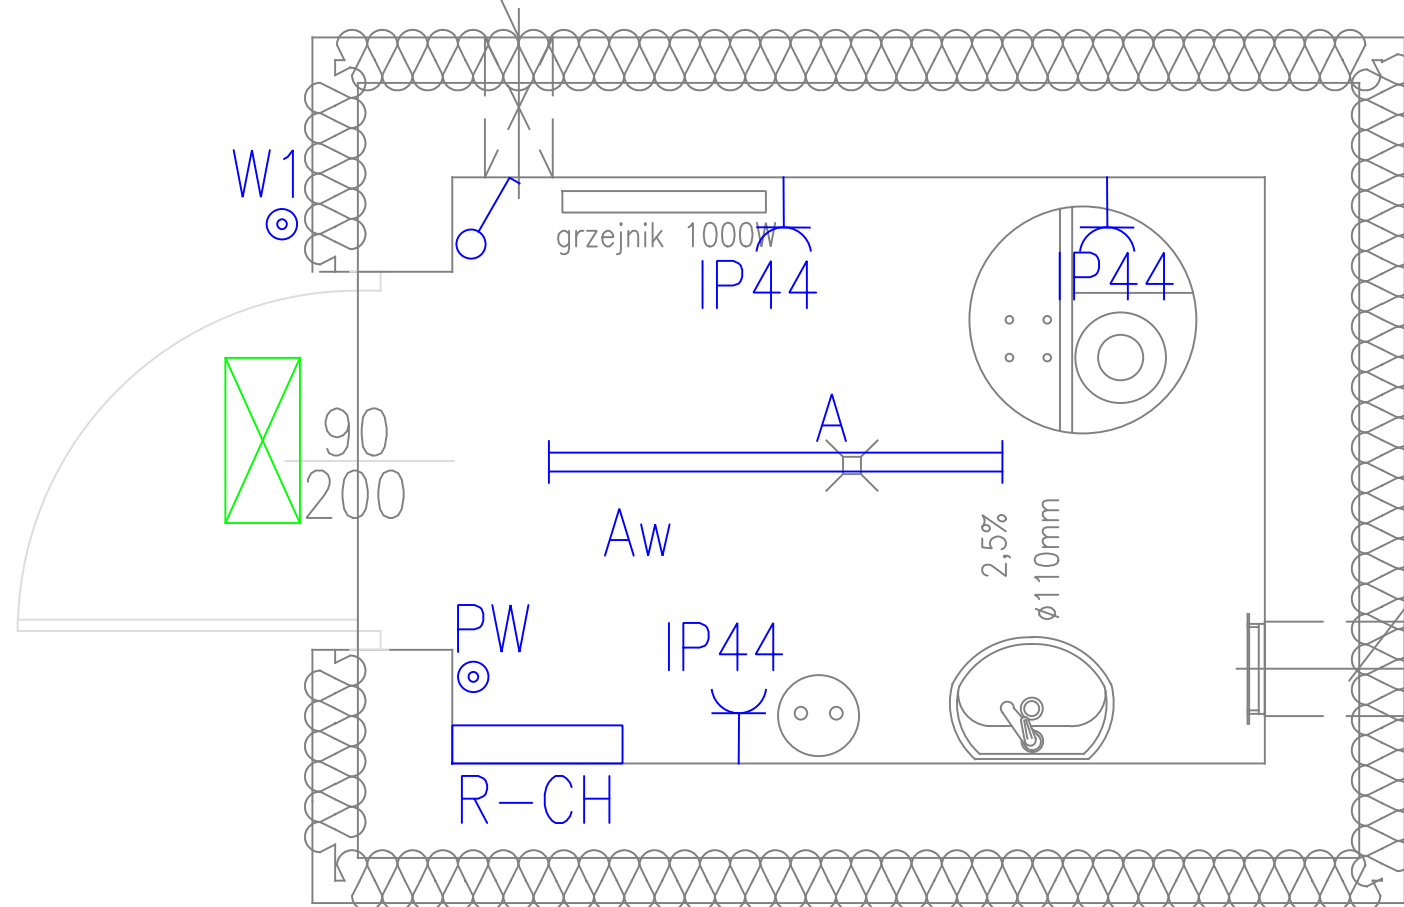 W1
grzejnik 1000W
IP44
IP44
90
200
A
Aw
2,5%
ø110mm
PW
IP44
R-CH